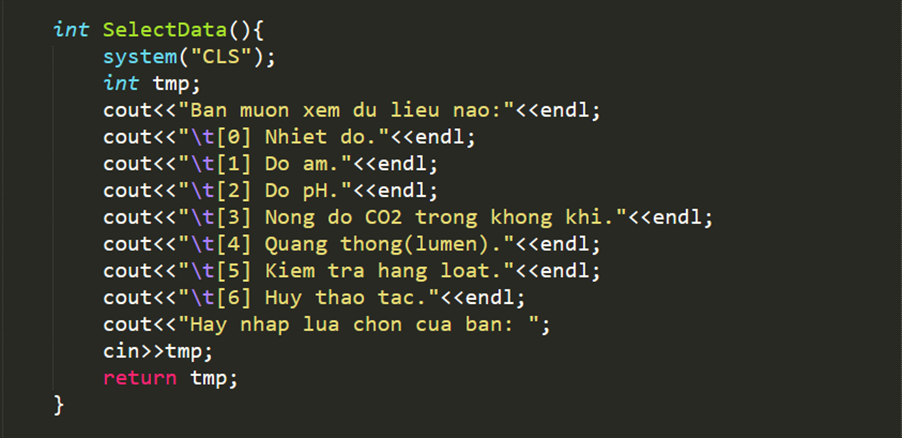 int SelectData(){
    system("CLS");
    int tmp;
    cout<<"Ban muon xem du lieu nao:"<<endl;
    cout<<"\t[0] Nhiet do."<<endl;
    cout<<"\t[1] Do am."<<endl;
    cout<<"\t[2] Do pH."<<endl;
    cout<<"\t[3] Nong do CO2 trong khong khi."<<endl;
    cout<<"\t[4] Quang thong(lumen)."<<endl;
    cout<<"\t[5] Kiem tra hang loat."<<endl;
    cout<<"\t[6] Huy thao tac."<<endl;
    cout<<"Hay nhap lua chon cua ban: ";
    cin>>tmp;
    return tmp;
}